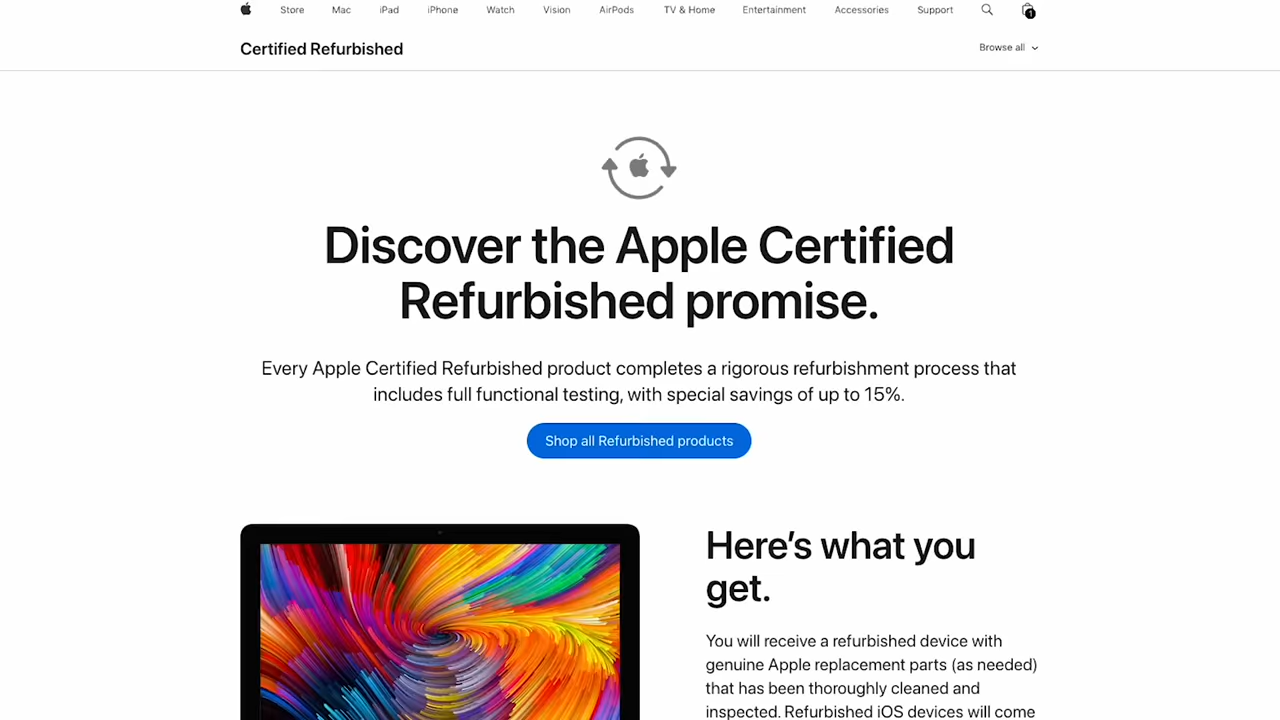 Store Mac iPad iPhone Watch Vision AirPods TV & Home Entertainment Accessories Support 1
Certified Refurbished
Browse all
Discover the Apple Certified
Refurbished promise.
Every Apple Certified Refurbished product completes a rigorous refurbishment process that
includes full functional testing, with special savings of up to 15%.
Shop all Refurbished products
Here’s what you
get.
You will receive a refurbished device with
genuine Apple replacement parts (as needed)
that has been thoroughly cleaned and
inspected. Refurbished iOS devices will come